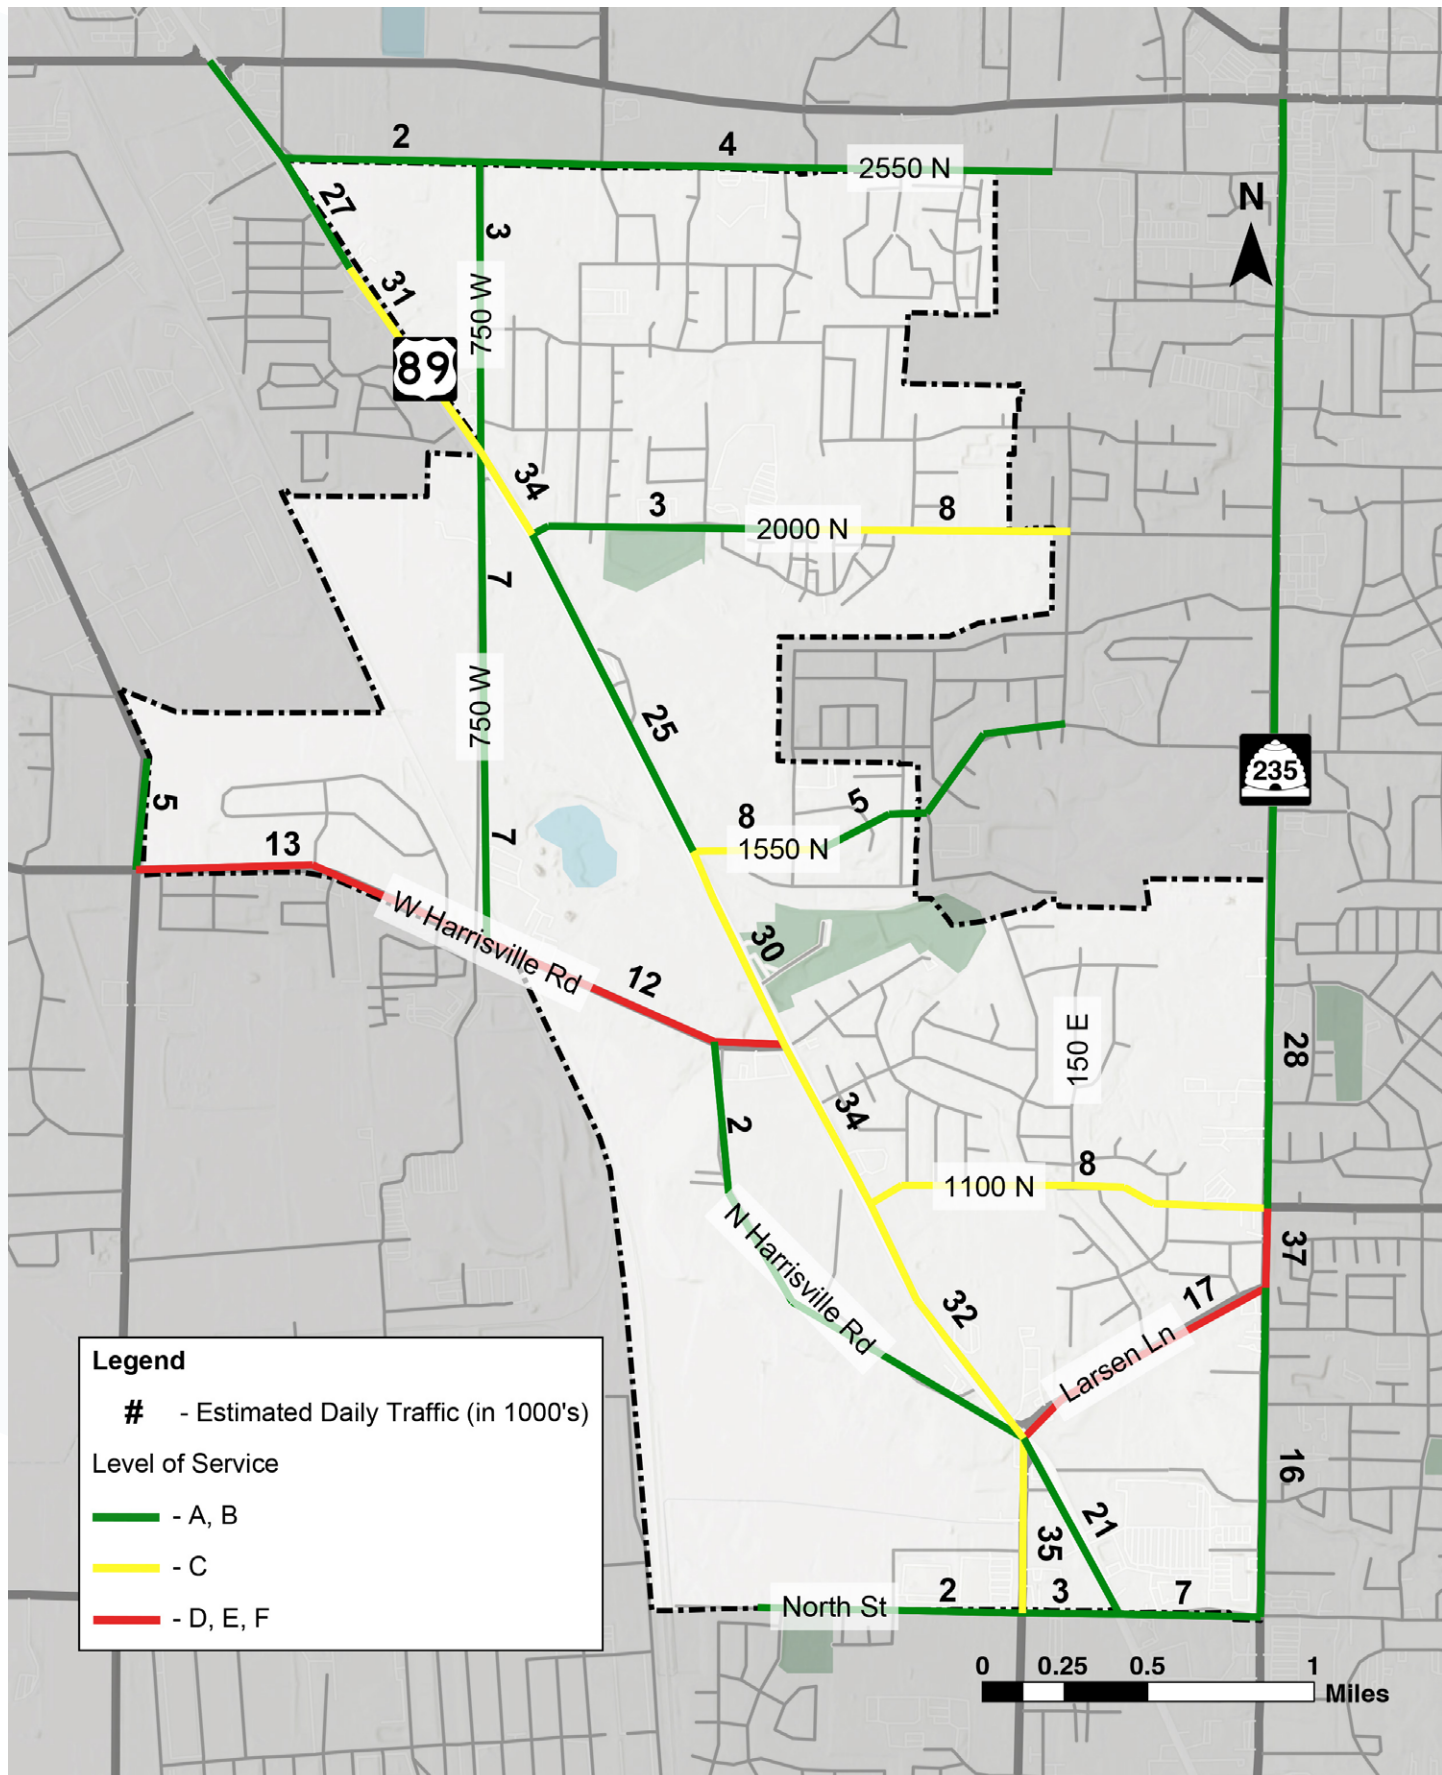 2
4
2550 N
27
3
N
31
750 W
89
34
3
2000 N
8
7
750 W
25
235
5
8
5
1550 N
13
7
W Harrisville Rd
30
12
150 E
28
34
2
8
1100 N
37
N Harrisville Rd
17
32
Larsen Ln
Legend
# - Estimated Daily Traffic (in 1000's)
Level of Service
- A, B
- C
- D, E, F
16
21
35
2
3
7
North St
0 0.25 0.5 1
Miles